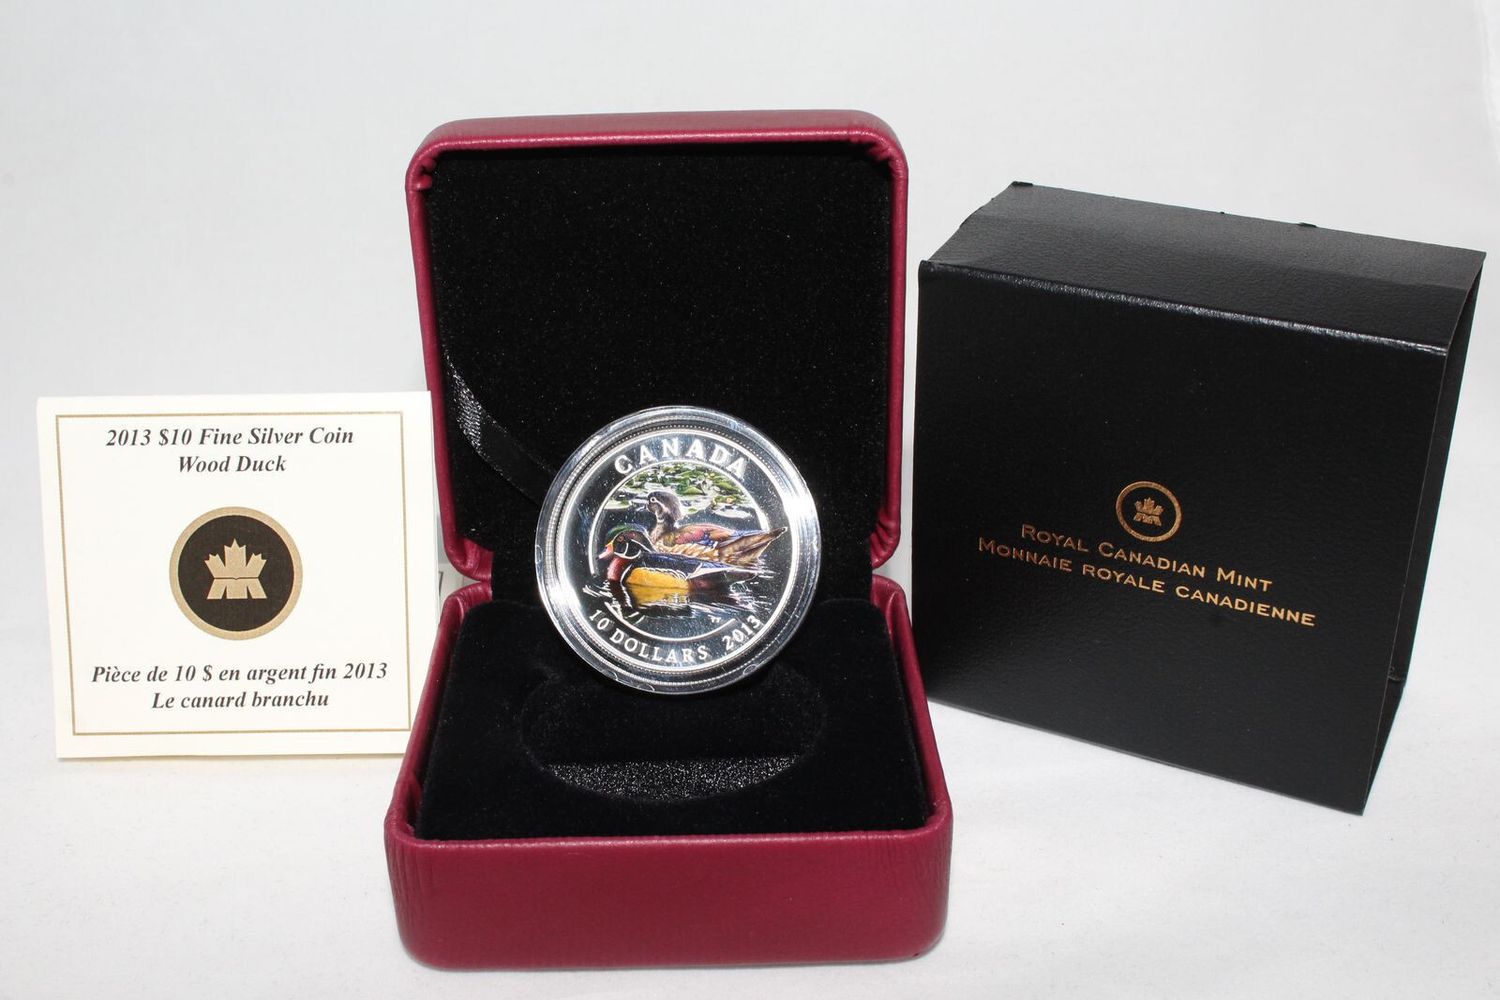 2013 $10 Fine Silver Coin
Wood Duck
Pièce de 10 $ en argent fin 2013
Le canard branchu
CANADA
10 DOLLARS 2013
ROYAL CANADIAN MINT
MONNAIE ROYALE CANADIENNE